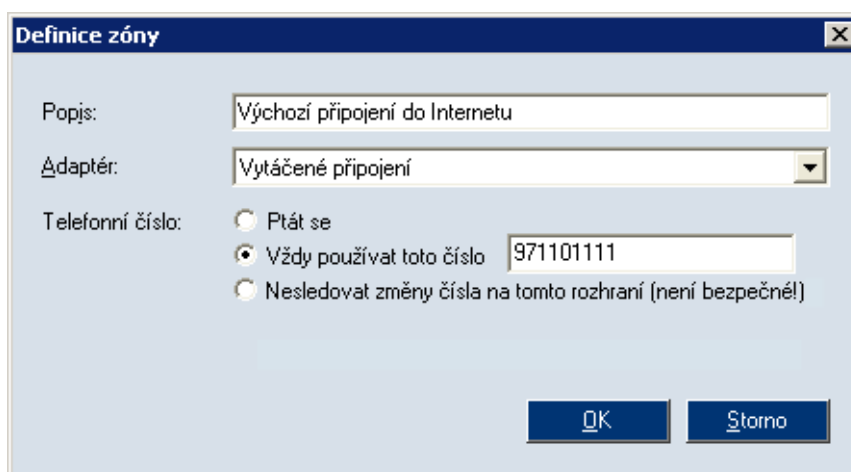 Definice zóny
Popis: Výchozí připojení do Internetu
Adaptér: Vytáčené připojení
Telefonní číslo: Ptát se
Vždy používat toto číslo 971101111
Nesledovat změny čísla na tomto rozhraní (není bezpečné!)
OK Storno